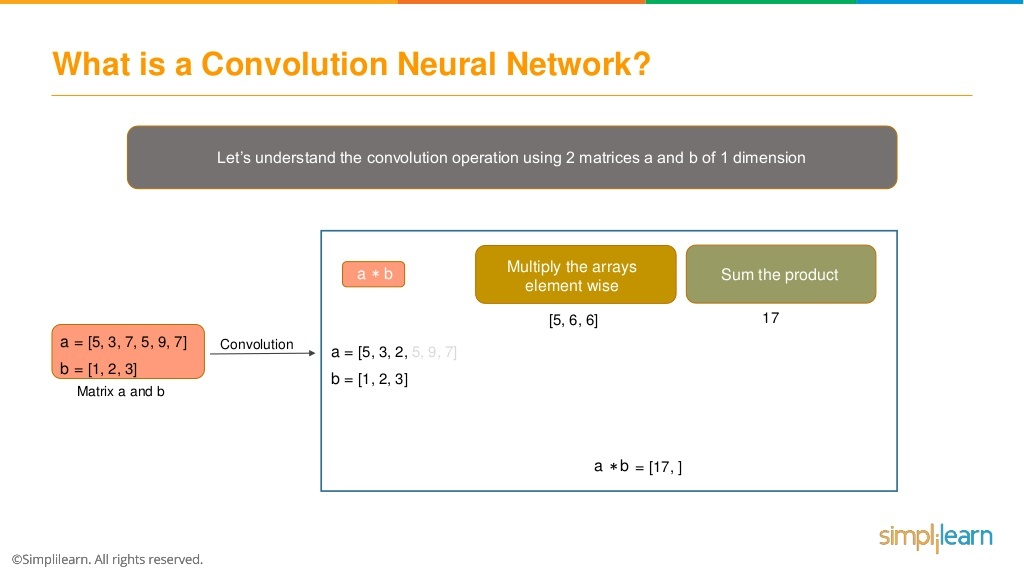 What is a Convolution Neural Network?
Let's understand the convolution operation using 2 matrices a and b of 1 dimension
a ∗ b
Multiply the arrays
element wise
Sum the product
[5, 6, 6]
17
a = [5, 3, 7, 5, 9, 7]
b = [1, 2, 3]
Matrix a and b
Convolution
a = [5, 3, 2, 5, 9, 7]
b = [1, 2, 3]
a ∗b = [17, ]
©Simplilearn. All rights reserved.
simplilearn